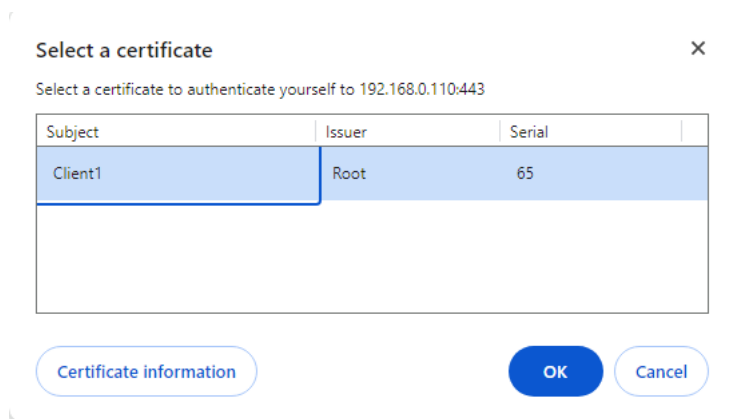 Select a certificate
Select a certificate to authenticate yourself to 192.168.0.110:443
Subject Issuer Serial
Client1 Root 65
Certificate information OK Cancel